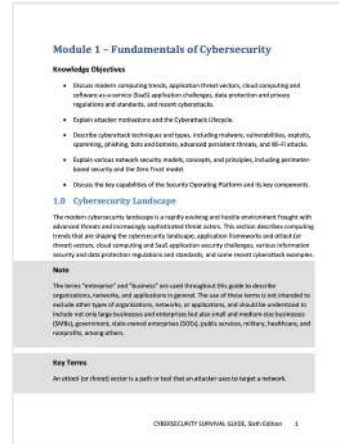 Module 1 – Fundamentals of Cybersecurity
Knowledge Objectives
• Discuss modern computing trends, application threat vectors, cloud computing and
software-as-a-service (SaaS) application challenges, data protection and privacy
regulations and standards, and recent cyberattacks.
• Explain attacker motivations and the Cyberattack Lifecycle.
• Describe cyberattack techniques and types, including malware, vulnerabilities, exploits,
spamming, phishing, bots and botnets, advanced persistent threats, and Wi-Fi attacks.
• Explain various network security models, concepts, and principles, including perimeter-
based security and the Zero Trust model.
• Discuss the key capabilities of the Security Operating Platform and its key components.
1.0 Cybersecurity Landscape
The modern cybersecurity landscape is a rapidly evolving and hostile environment fraught with
advanced threats and increasingly sophisticated threat actors. This section describes computing
trends that are shaping the cybersecurity landscape, application frameworks and attack (or
threat) vectors, cloud computing and SaaS application security challenges, various information
security and data protection regulations and standards, and some recent cyberattack examples.
Note
The terms "enterprise" and "business" are used throughout this guide to describe
organizations, networks, and applications in general. The use of these terms is not intended to
exclude other types of organizations, networks, or applications, and should be understood to
include not only large businesses and enterprises but also small and medium-size businesses
(SMBs), government, state-owned enterprises (SOEs), public services, military, healthcare, and
nonprofits, among others.
Key Terms
An attack (or threat) vector is a path or tool that an attacker uses to target a network.
CYBERSECURITY SURVIVAL GUIDE, Sixth Edition 1